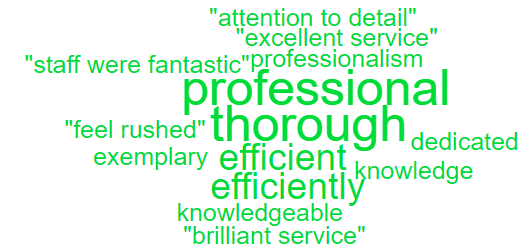 "attention to detail"
"excellent service"
"staff were fantastic" professionalism
professional
"feel rushed" thorough dedicated
exemplary efficient knowledge
efficiently
knowledgeable
"brilliant service"